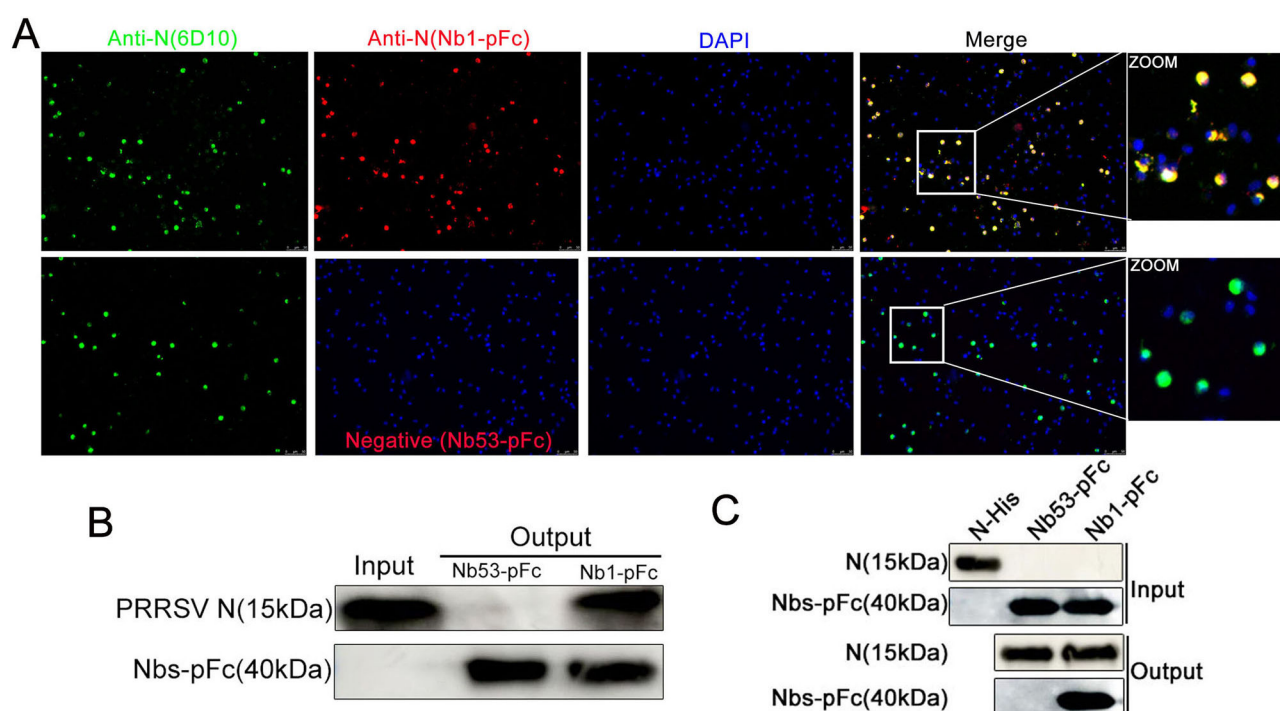 A
Anti-N(6D10)
Anti-N(Nb1-pFc)
DAPI
Merge
ZOOM
ZOOM
Negative (Nb53-pFc)
B
Output
Input
Nb53-pFc
Nb1-pFc
PRRSV N(15kDa)
Nbs-pFc(40kDa)
C
N-His
Nb53-pFc
Nb1-pFc
N(15kDa)
Nbs-pFc(40kDa)
Input
N(15kDa)
Nbs-pFc(40kDa)
Output